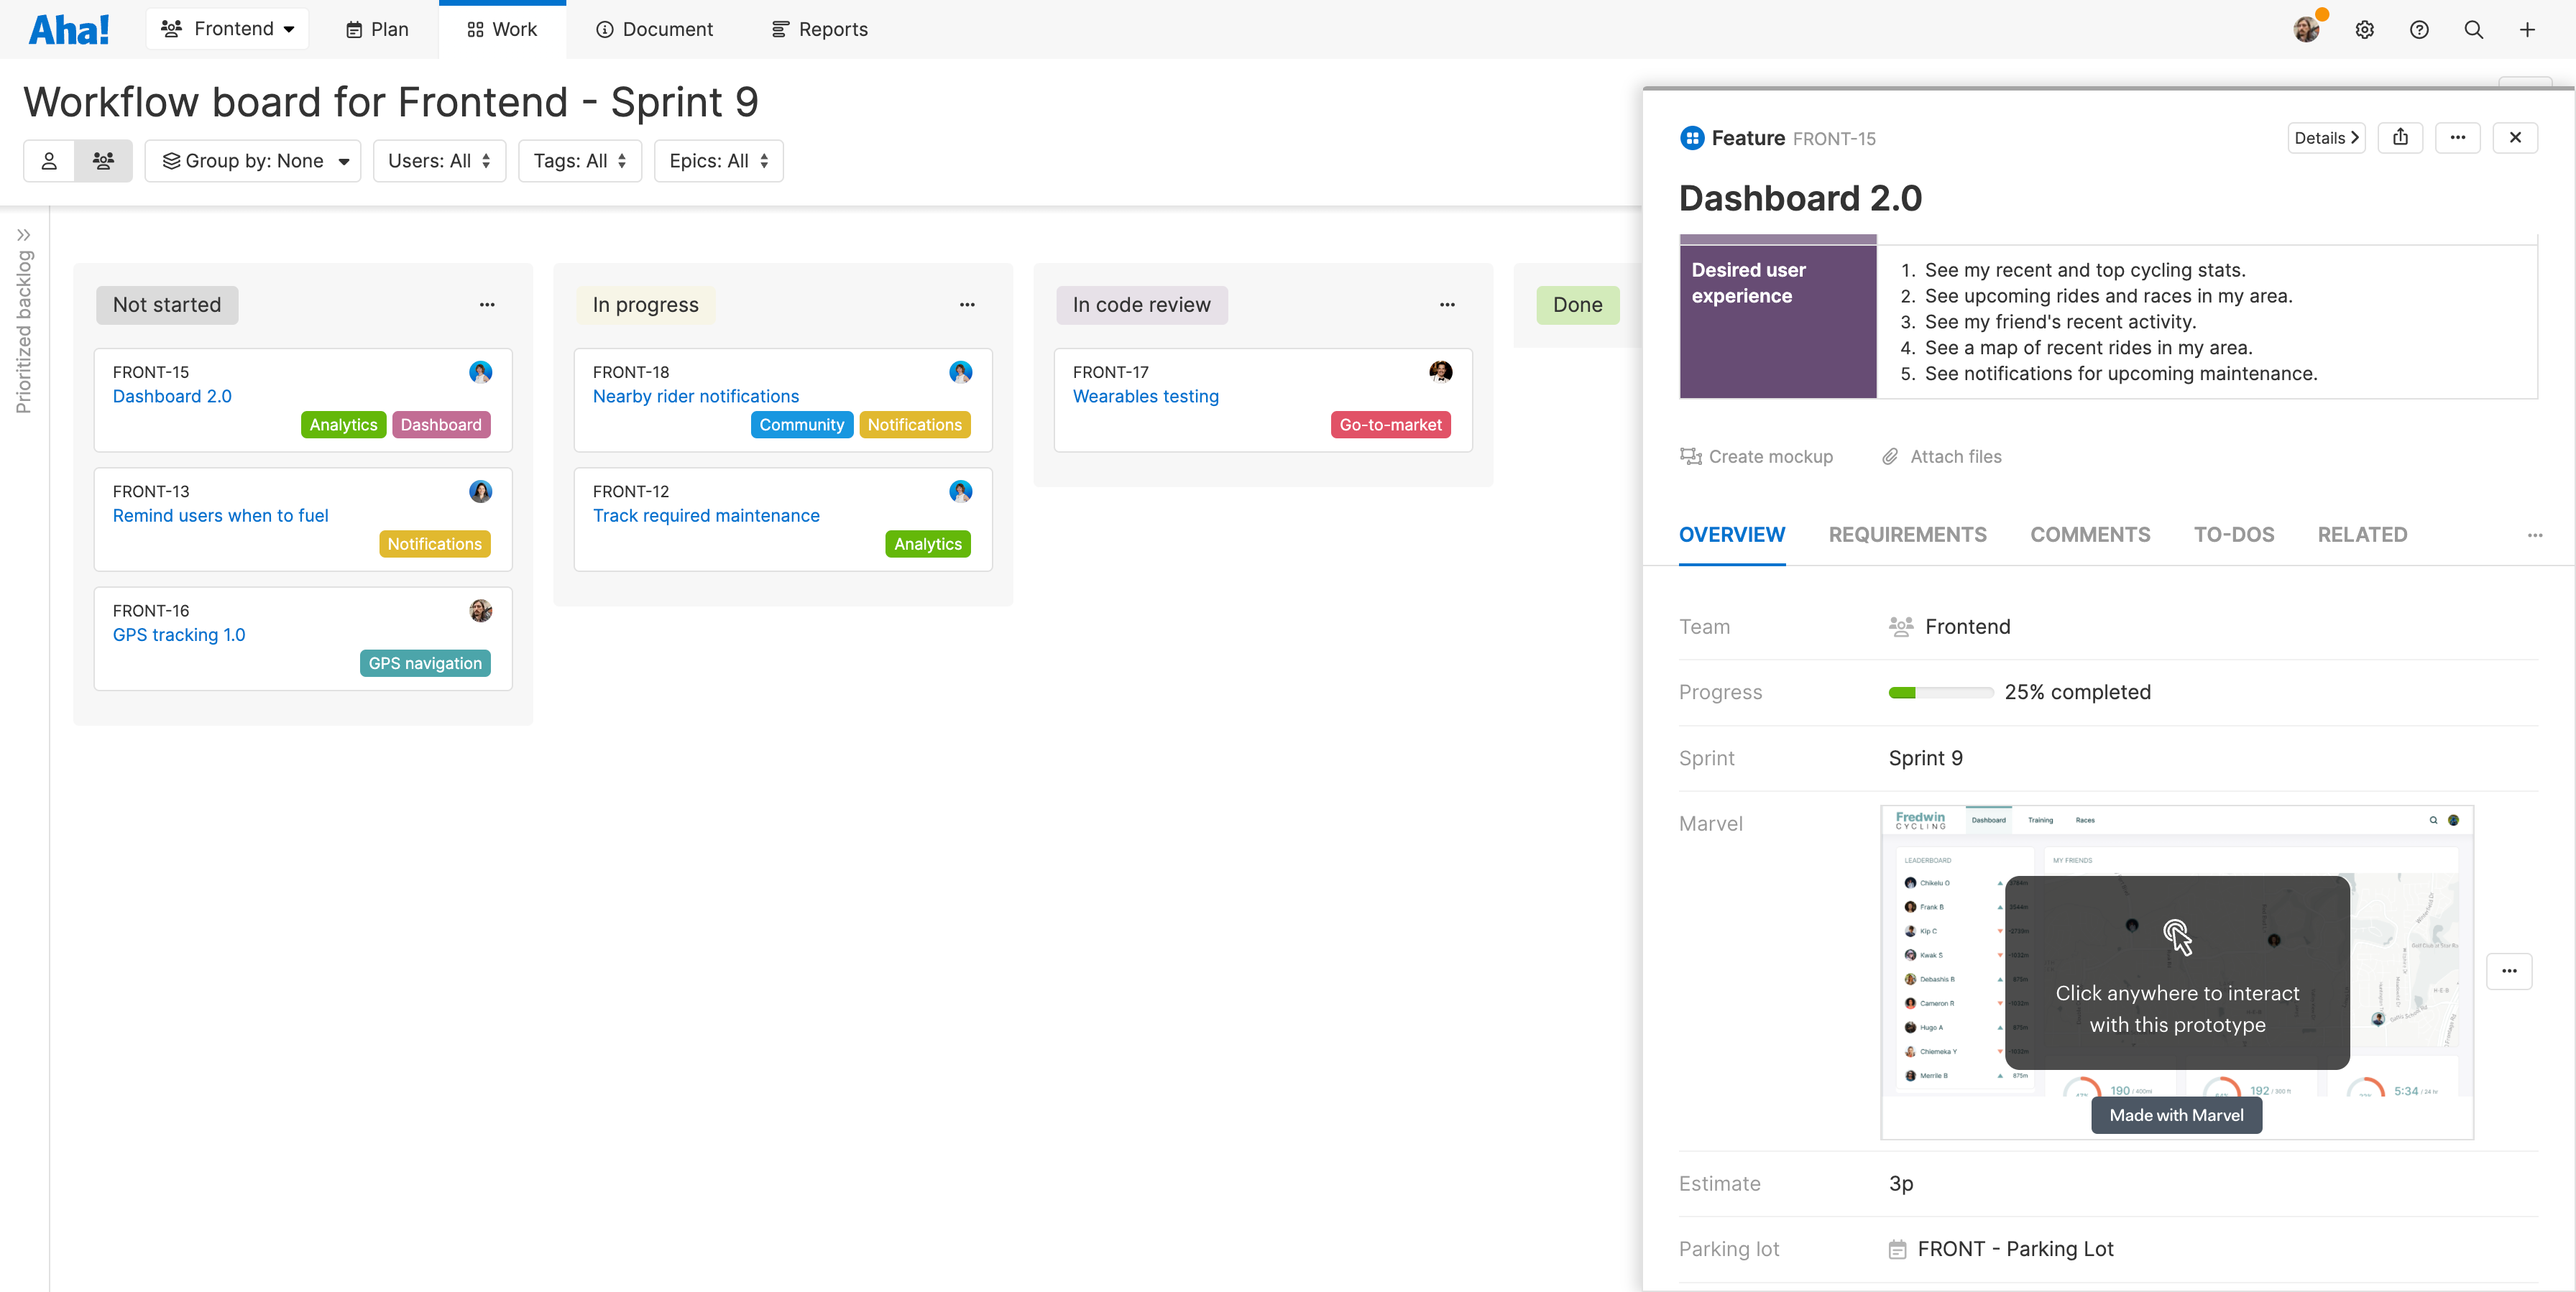 Aha!
Frontend
Plan
Work
Document
Reports
Workflow board for Frontend - Sprint 9
Group by: None
Users: All
Tags: All
Epics: All
Prioritized backlog
Not started
FRONT-15
Dashboard 2.0
Analytics
Dashboard
FRONT-13
Remind users when to fuel
Notifications
FRONT-16
GPS tracking 1.0
GPS navigation
In progress
FRONT-18
Nearby rider notifications
Community
Notifications
FRONT-12
Track required maintenance
Analytics
In code review
FRONT-17
Wearables testing
Go-to-market
Done
Feature FRONT-15
Details
Dashboard 2.0
Desired user
experience
1. See my recent and top cycling stats.
2. See upcoming rides and races in my area.
3. See my friend's recent activity.
4. See a map of recent rides in my area.
5. See notifications for upcoming maintenance.
Create mockup
Attach files
OVERVIEW
REQUIREMENTS
COMMENTS
TO-DOS
RELATED
Team
Frontend
Progress
25% completed
Sprint
Sprint 9
Marvel
Fredwin
CYCLING
Dashboard
Training
Races
LEADERBOARD
MY FRIENDS
Chikelu O
Frank B
Kip C
Kwak S
Debashis B
Cameron R
Hugo A
Chiemeka Y
Merrile B
875m
Click anywhere to interact
with this prototype
190 / 400mi
192 / 300 ft
5:34 / 24 hr
Made with Marvel
Estimate
3p
Parking lot
FRONT - Parking Lot